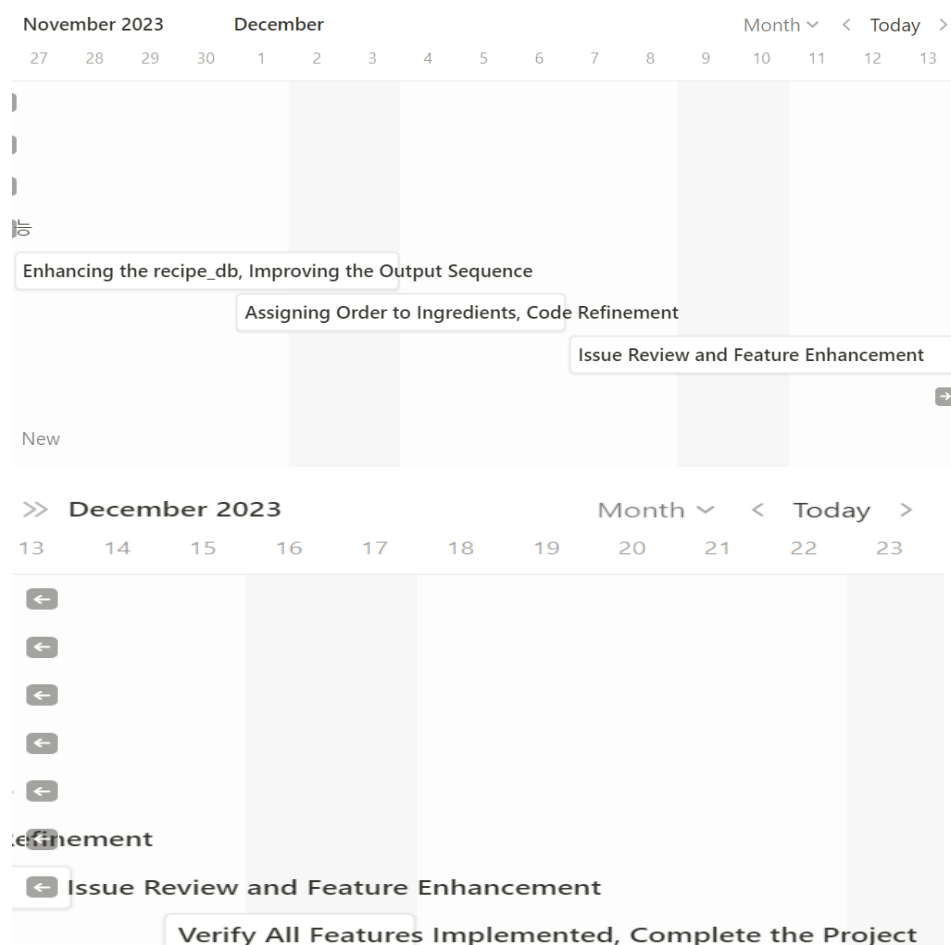 November 2023 December Month Today
27 28 29 30 1 2 3 4 5 6 7 8 9 10 11 12 13
능
Enhancing the recipe_db, Improving the Output Sequence
Assigning Order to Ingredients, Code Refinement
Issue Review and Feature Enhancement
New
December 2023 Month Today
13 14 15 16 17 18 19 20 21 22 23
efinement
Issue Review and Feature Enhancement
Verify All Features Implemented, Complete the Project